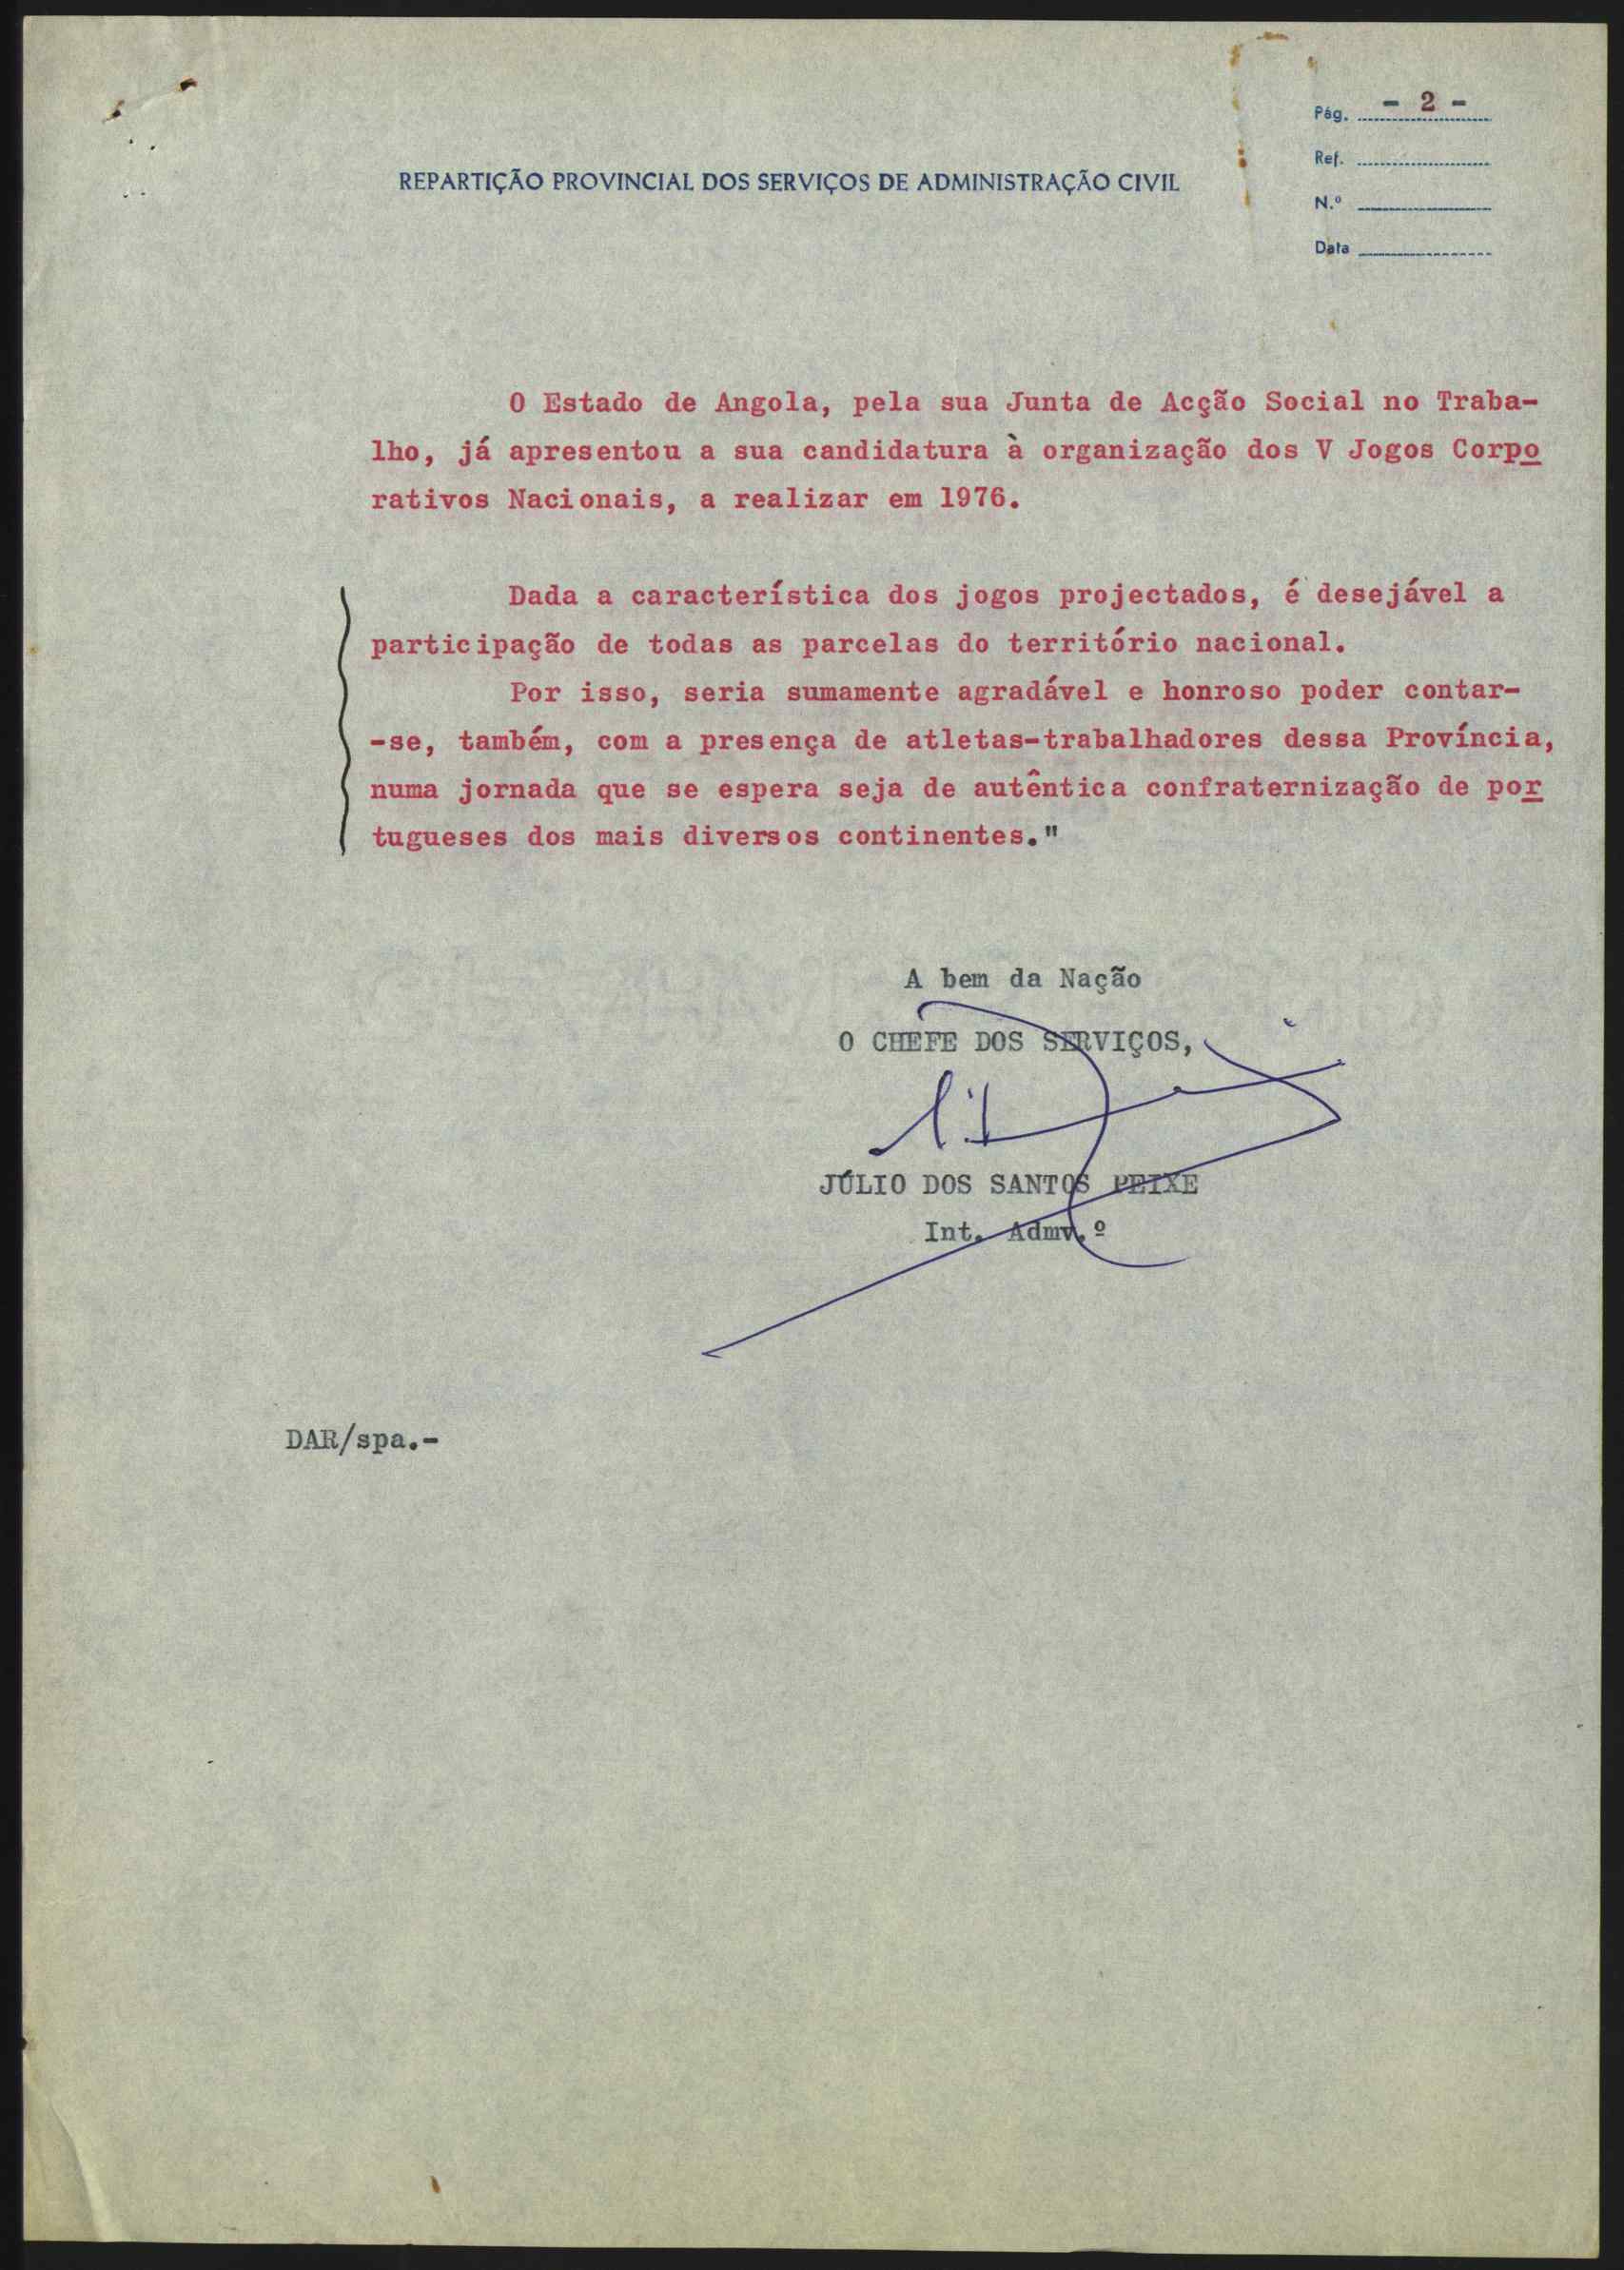 Pág. - 2 -
Ref.
REPARTIÇÃO PROVINCIAL DOS SERVIÇOS DE ADMINISTRAÇÃO CIVIL
N.º
Data
O Estado de Angola, pela sua Junta de Acção Social no Traba-
lho, já apresentou a sua candidatura à organização dos V Jogos Corpo
rativos Nacionais, a realizar em 1976.
Dada a característica dos jogos projectados, é desejável a
participação de todas as parcelas do território nacional.
Por isso, seria sumamente agradável e honroso poder contar-
-se, também, com a presença de atletas-trabalhadores dessa Província,
numa jornada que se espera seja de autêntica confraternização de por
tugueses dos mais diversos continentes."
A bem da Nação
O CHEFE DOS SERVIÇOS,
JÚLIO DOS SANTOS PEIXE
Int. Admv.º
DAR/spa.-